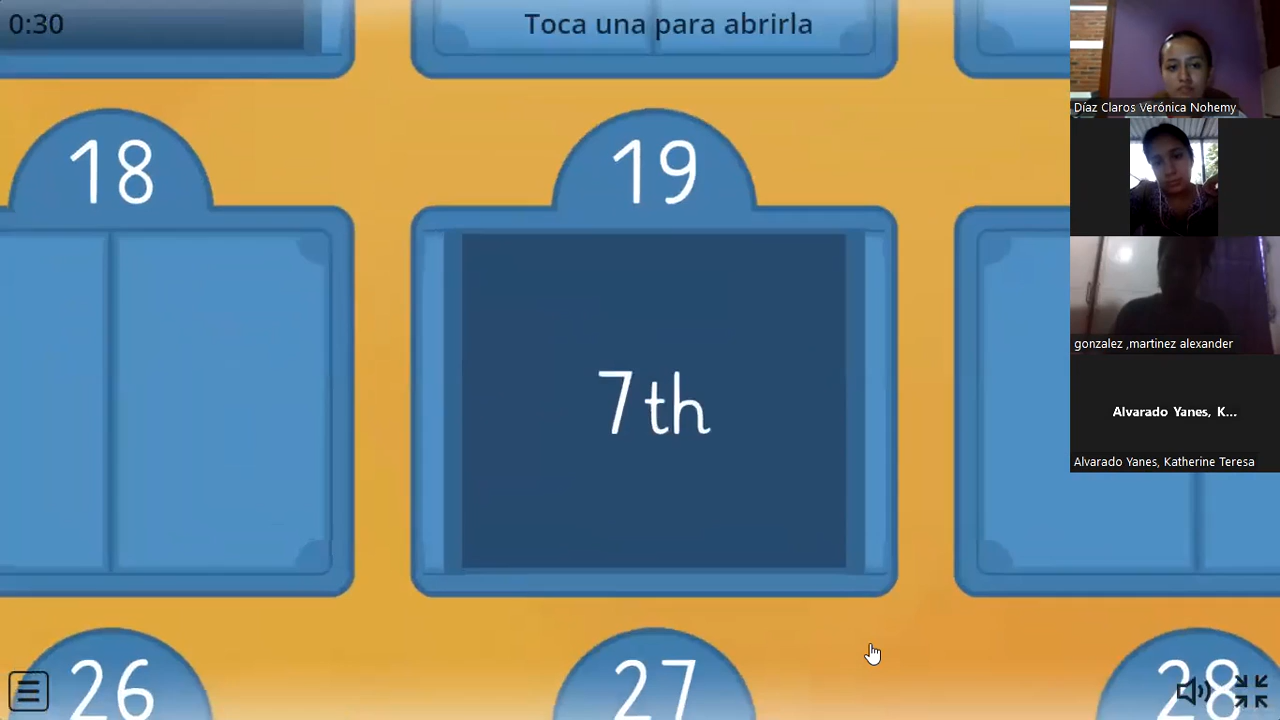 0:30
Toca una para abrirla
18
19
7th
26
27
28
Díaz Claros Verónica Nohemy
gonzalez ,martinez alexander
Alvarado Yanes, K...
Alvarado Yanes, Katherine Teresa